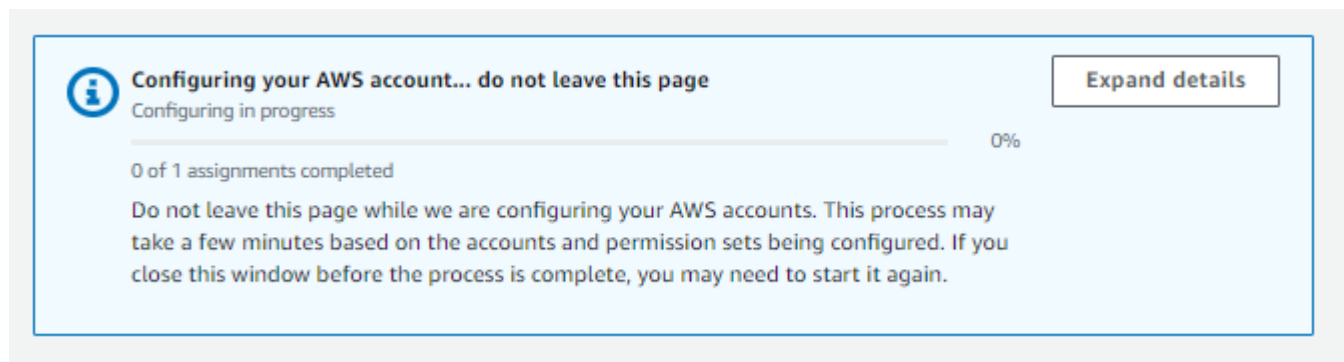 Configuring your AWS account... do not leave this page
Expand details
Configuring in progress
0%
0 of 1 assignments completed
Do not leave this page while we are configuring your AWS accounts. This process may
take a few minutes based on the accounts and permission sets being configured. If you
close this window before the process is complete, you may need to start it again.